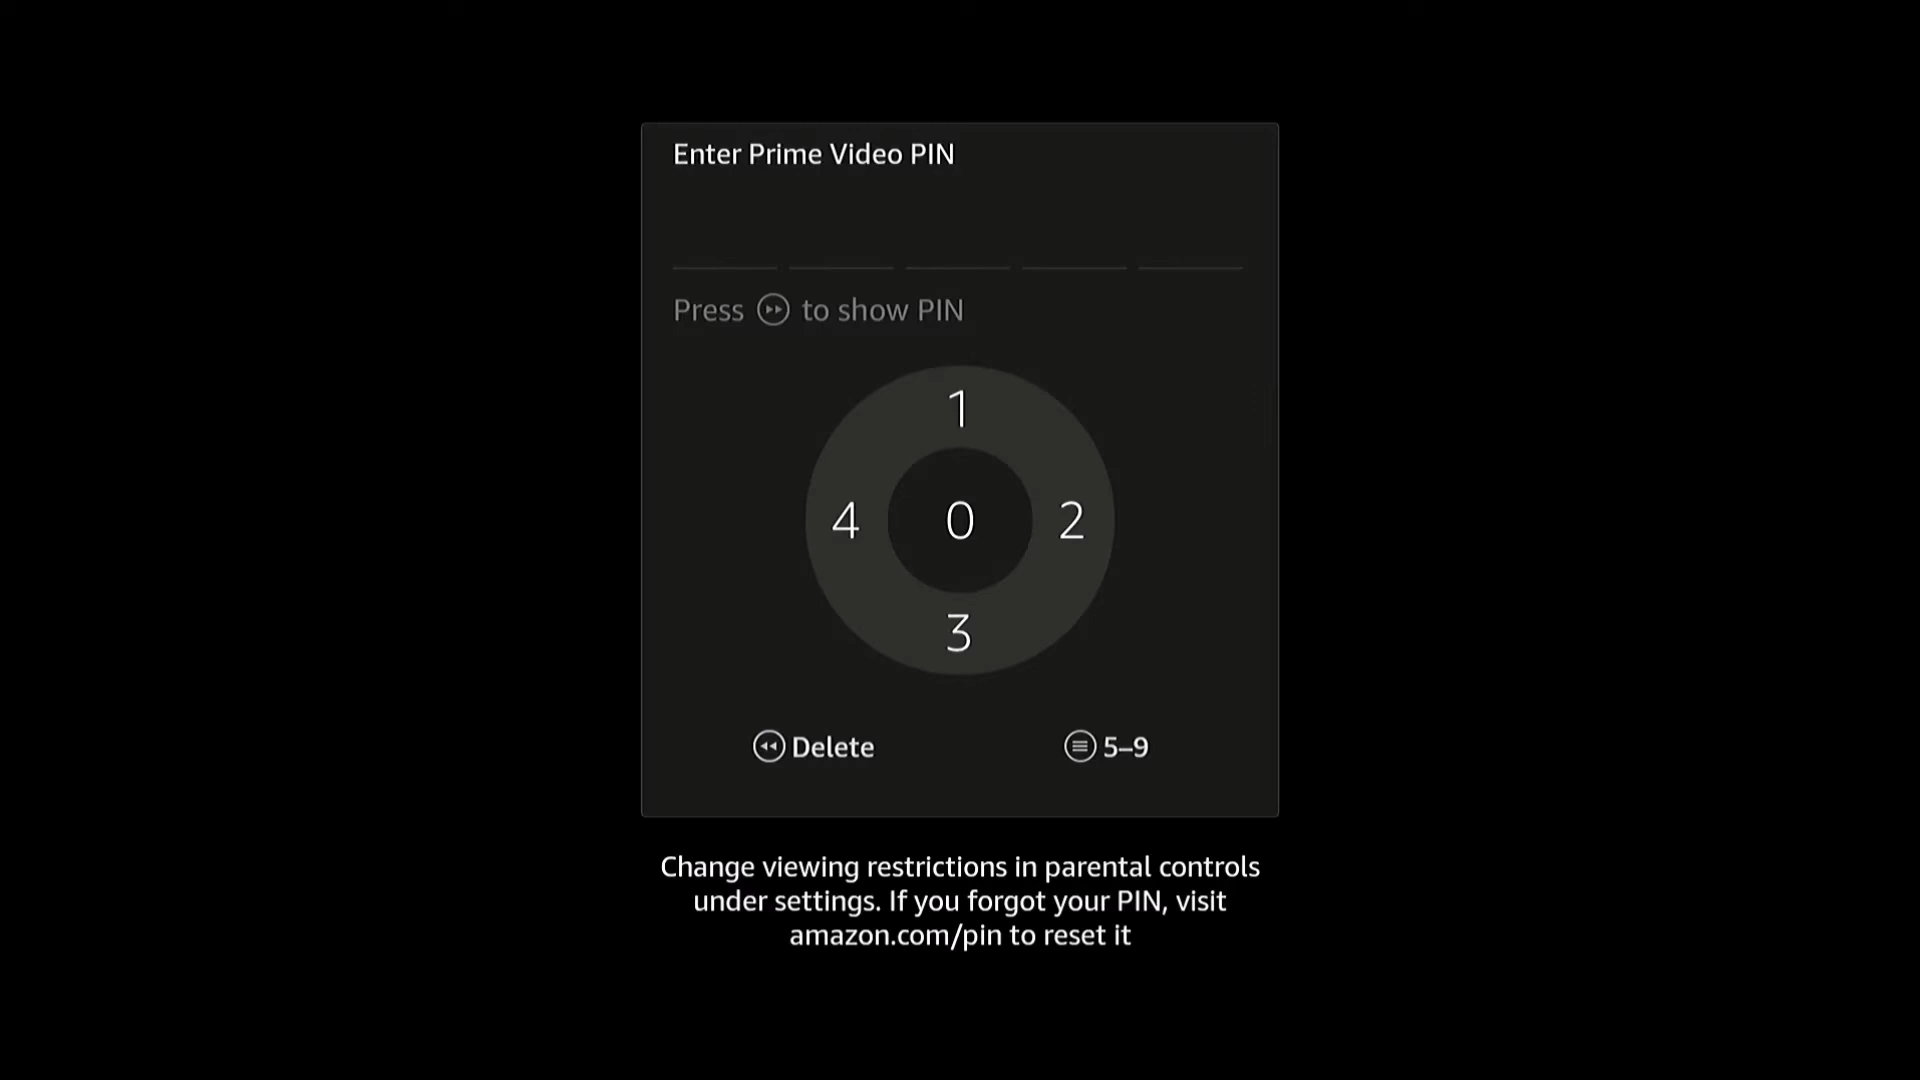 Enter Prime Video PIN
Press to show PIN
1
4 0 2
3
Delete 5–9
Change viewing restrictions in parental controls
under settings. If you forgot your PIN, visit
amazon.com/pin to reset it